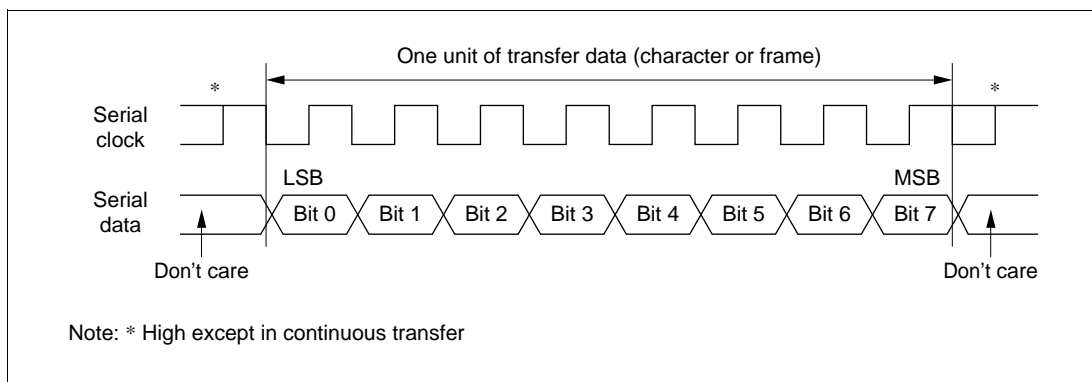 One unit of transfer data (character or frame)
* *
Serial
clock
LSB MSB
Serial
data
Bit 0 Bit 1 Bit 2 Bit 3 Bit 4 Bit 5 Bit 6 Bit 7
Don't care Don't care
Note: * High except in continuous transfer